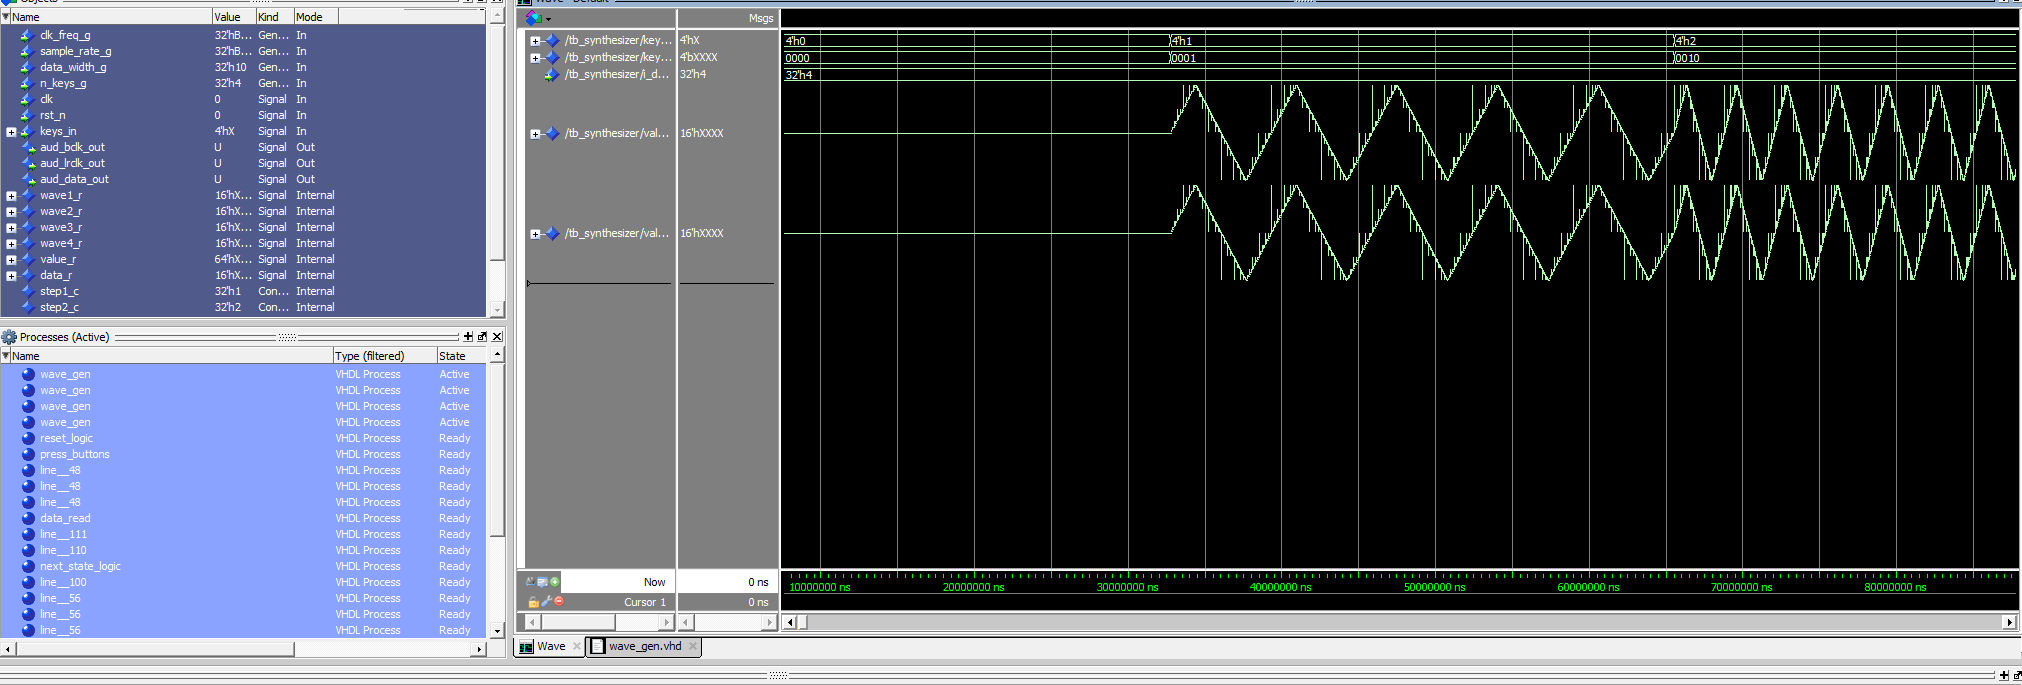 Objects
Name Value Kind Mode
clk_freq_g 32'hB... Gen... In
sample_rate_g 32'hB... Gen... In
data_width_g 32'h10 Gen... In
n_keys_g 32'h4 Gen... In
clk 0 Signal In
rst_n 0 Signal In
keys_in 4'hX Signal In
aud_bclk_out U Signal Out
aud_lrclk_out U Signal Out
aud_data_out U Signal Out
wave1_r 16'hX... Signal Internal
wave2_r 16'hX... Signal Internal
wave3_r 16'hX... Signal Internal
wave4_r 16'hX... Signal Internal
value_r 64'hX... Signal Internal
data_r 16'hX... Signal Internal
step1_c 32'h1 Con... Internal
step2_c 32'h2 Con... Internal
Processes (Active)
Name Type (filtered) State
wave_gen VHDL Process Active
wave_gen VHDL Process Active
wave_gen VHDL Process Active
wave_gen VHDL Process Active
reset_logic VHDL Process Ready
press_buttons VHDL Process Ready
line__48 VHDL Process Ready
line__48 VHDL Process Ready
line__48 VHDL Process Ready
data_read VHDL Process Ready
line__111 VHDL Process Ready
line__110 VHDL Process Ready
next_state_logic VHDL Process Ready
line__100 VHDL Process Ready
line__56 VHDL Process Ready
line__56 VHDL Process Ready
line__56 VHDL Process Ready
Wave - Default
Msgs
/tb_synthesizer/key... 4'hX 4'h0 4'h1 4'h2
/tb_synthesizer/key... 4'bXXXX 0000 0001 0010
/tb_synthesizer/i_d... 32'h4 32'h4
/tb_synthesizer/val... 16'hXXXX
/tb_synthesizer/val... 16'hXXXX
Now 0 ns
Cursor 1 0 ns
10000000 ns 20000000 ns 30000000 ns 40000000 ns 50000000 ns 60000000 ns 70000000 ns 80000000 ns
Wave wave_gen.vhd